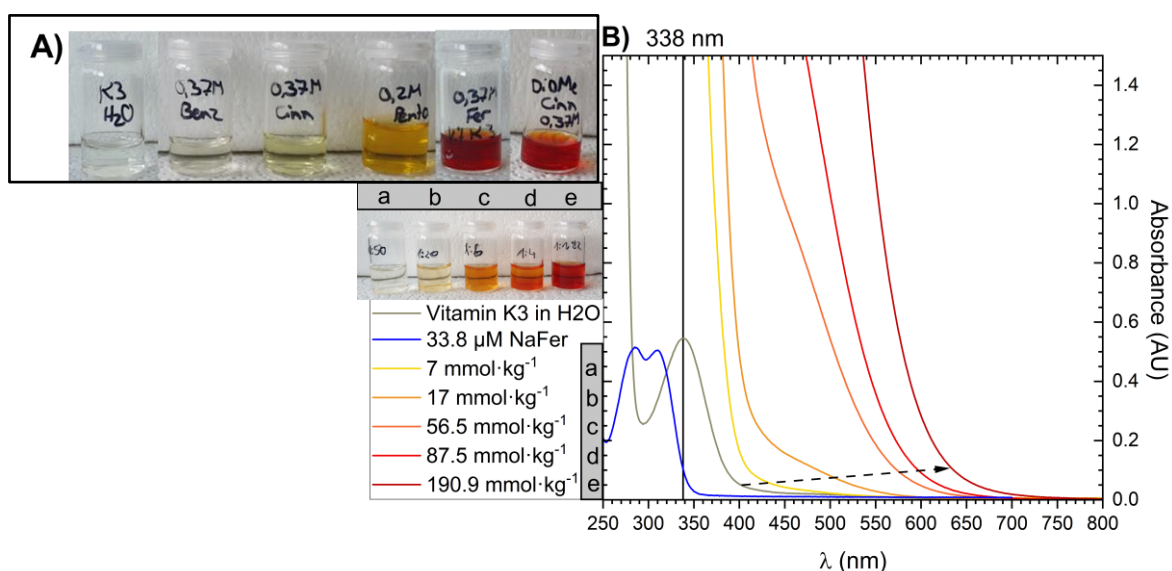 A)
K3
H2O
0,37M
Benz
0,37M
Cinn
0,2M
Pento
0,37M
Fer
DiOMe
Cinn
0.37M
a b c d e
1:50
1:20
1:6
1:4
1:1.82
Vitamin K3 in H2O
33.8 µM NaFer
7 mmol·kg⁻¹
17 mmol·kg⁻¹
56.5 mmol·kg⁻¹
87.5 mmol·kg⁻¹
190.9 mmol·kg⁻¹
a
b
c
d
e
B) 338 nm
1.4
1.2
1.0
0.8
0.6
0.4
0.2
0.0
Absorbance (AU)
250 300 350 400 450 500 550 600 650 700 750 800
λ (nm)